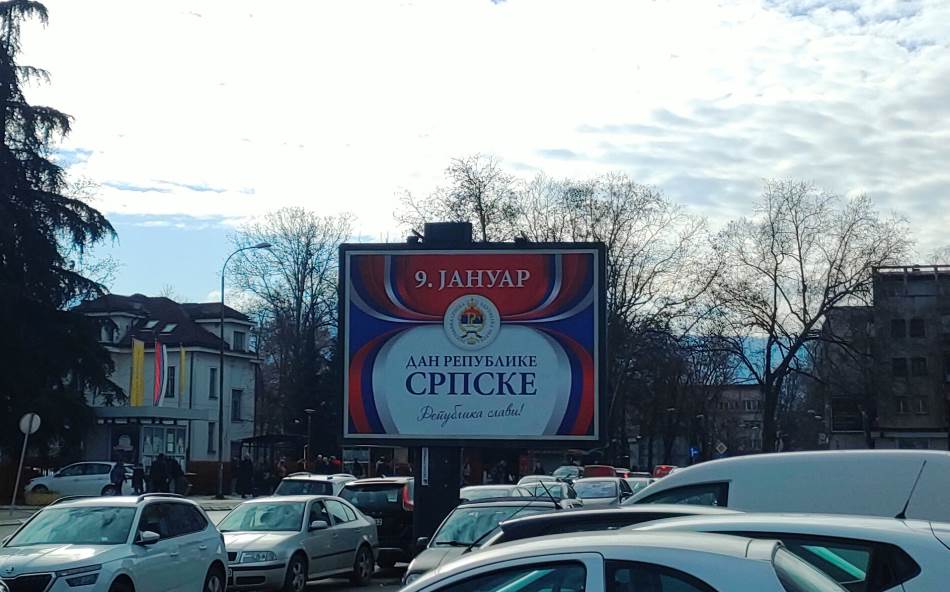 9. ЈАНУАР
ДАН РЕПУБЛИКЕ
СРПСКЕ
Република слави!